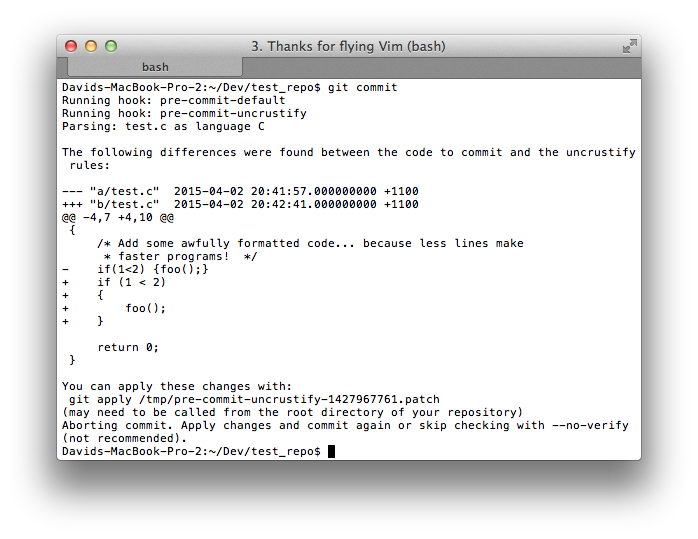 3. Thanks for flying Vim (bash)
bash
Davids-MacBook-Pro-2:~/Dev/test_repo$ git commit
Running hook: pre-commit-default
Running hook: pre-commit-uncrustify
Parsing: test.c as language C

The following differences were found between the code to commit and the uncrustify
 rules:

--- "a/test.c"  2015-04-02 20:41:57.000000000 +1100
+++ "b/test.c"  2015-04-02 20:42:41.000000000 +1100
@@ -4,7 +4,10 @@
 {
     /* Add some awfully formatted code... because less lines make
      * faster programs!  */
-    if(1<2) {foo();}
+    if (1 < 2)
+    {
+        foo();
+    }

     return 0;
 }

You can apply these changes with:
 git apply /tmp/pre-commit-uncrustify-1427967761.patch
(may need to be called from the root directory of your repository)
Aborting commit. Apply changes and commit again or skip checking with --no-verify
(not recommended).
Davids-MacBook-Pro-2:~/Dev/test_repo$